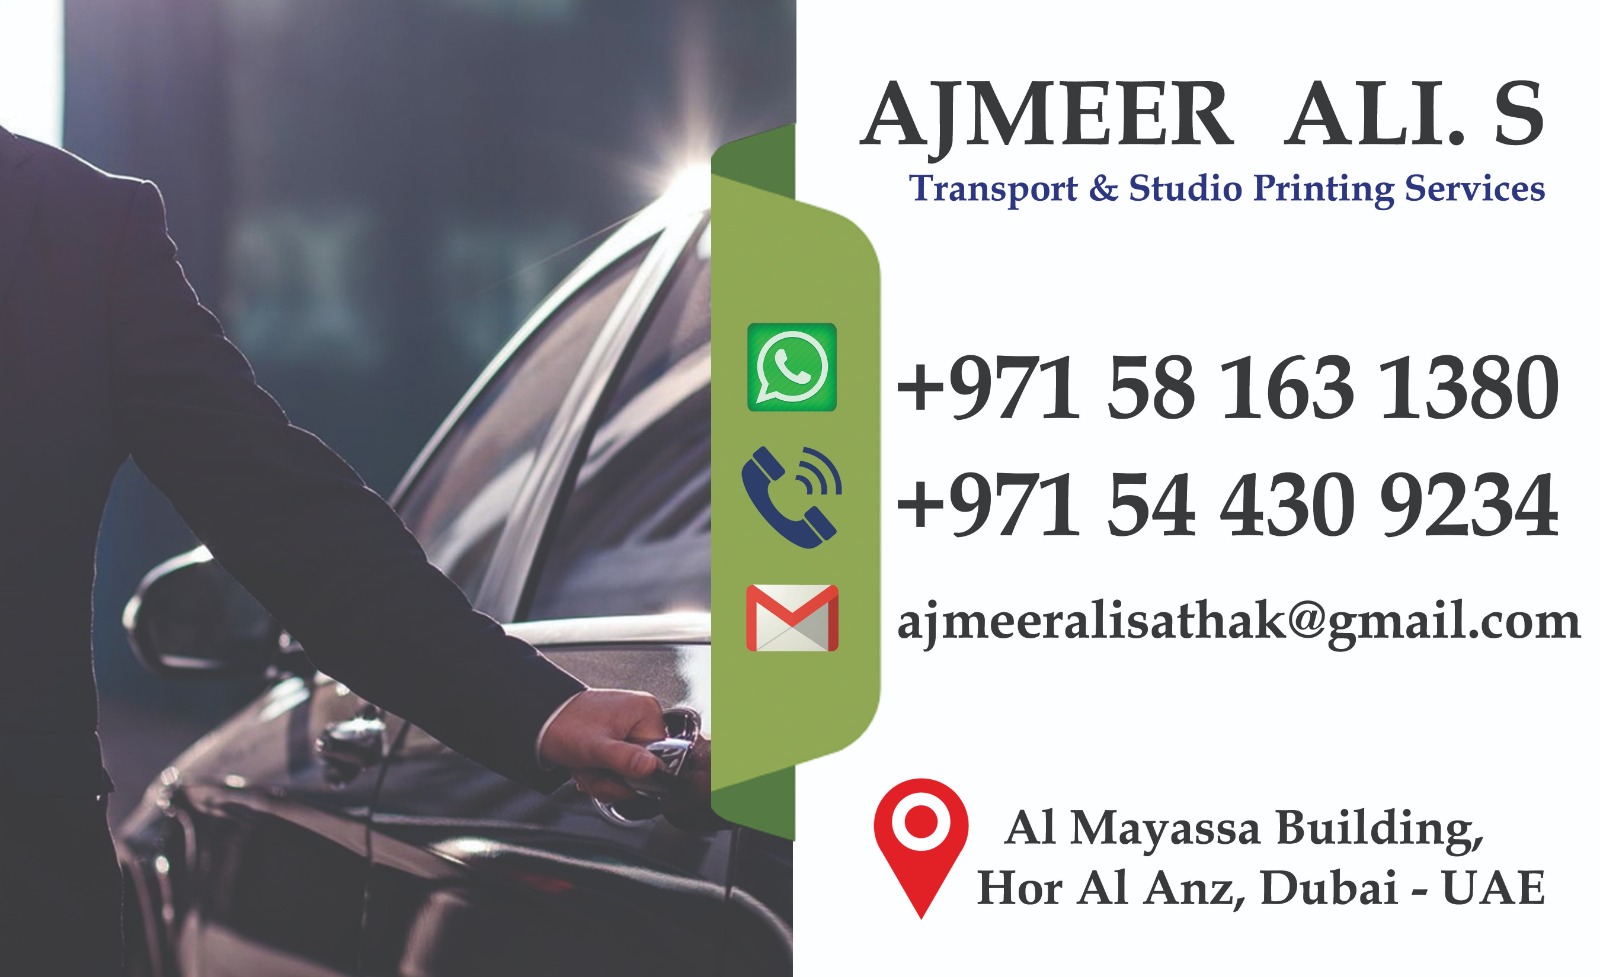 AJMEER ALI. S
Transport & Studio Printing Services
+971 58 163 1380
+971 54 430 9234
ajmeeralisathak@gmail.com
Al Mayassa Building,
Hor Al Anz, Dubai - UAE